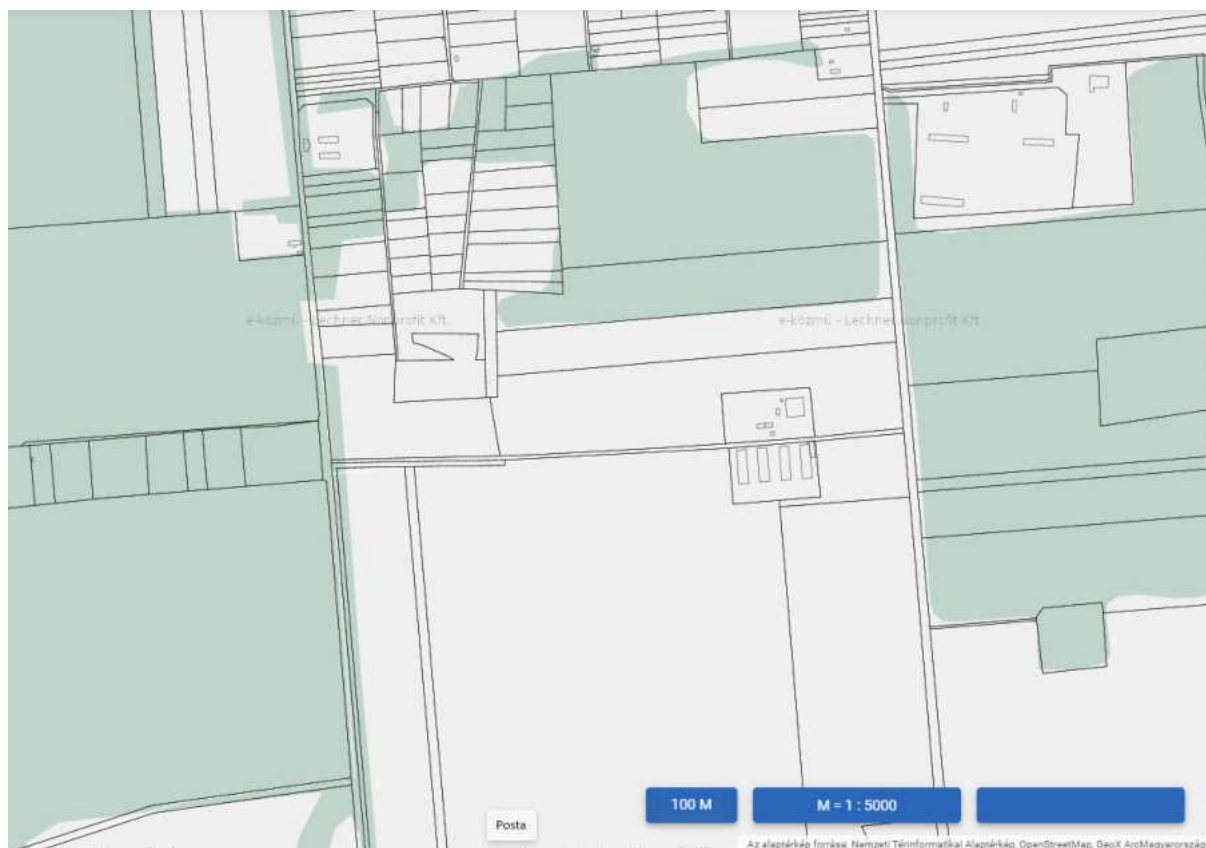 e-közmű - Lechner Nonprofit Kft.
e-közmű - Lechner Nonprofit Kft.
100 M
M = 1 : 5000
Posta
Az alaptérkép forrása: Nemzeti Térinformatikai Alaptérkép, OpenStreetMap, GeoX ArcMagyarország